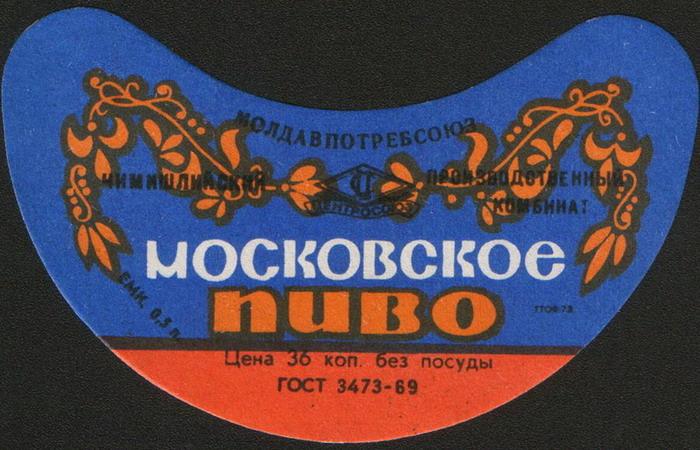 МОЛДАВПОТРЕБСОЮЗ
ЧИМИШЛИЙСКИЙ ПРОИЗВОДСТВЕННЫЙ
КОМБИНАТ
ЦЕНТРОСОЮЗ
МОСКОВСКОЕ
ПИВО
ЕМК. 0,5 л.
Цена 36 коп. без посуды
ГОСТ 3473-69